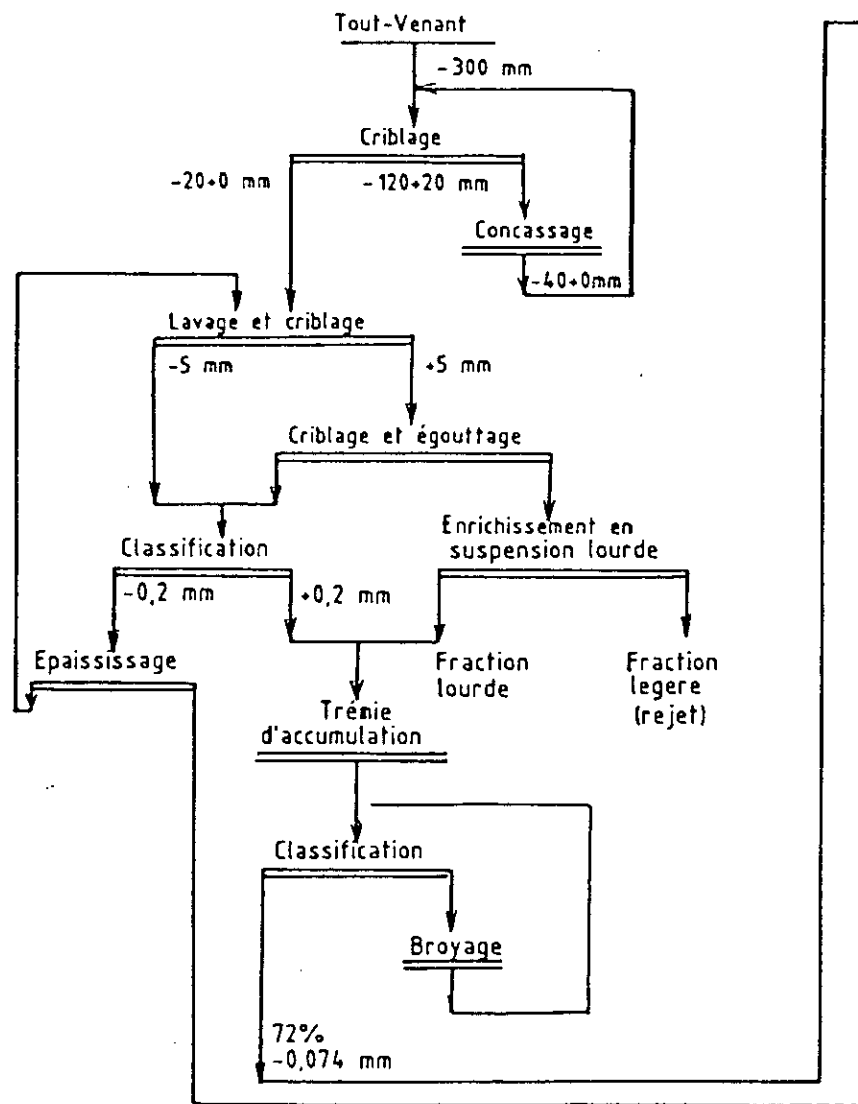 Tout-Venant
-300 mm
Criblage
-20+0 mm
-120+20 mm
Concassage
-40+0mm
Lavage et criblage
-5 mm
+5 mm
Criblage et égouttage
Classification
Enrichissement en
suspension lourde
-0,2 mm
+0,2 mm
Epaississage
Fraction
lourde
Fraction
legere
(rejet)
Trémie
d'accumulation
Classification
Broyage
72%
-0,074 mm